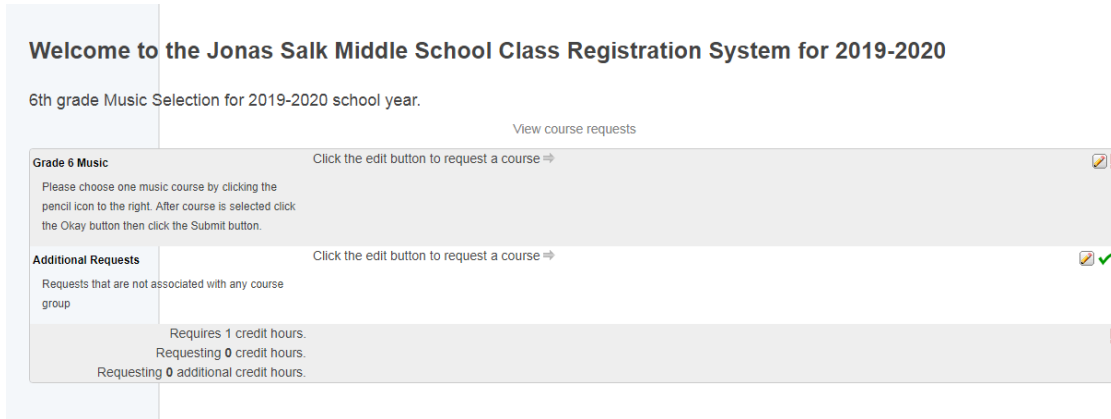 Welcome to the Jonas Salk Middle School Class Registration System for 2019-2020
6th grade Music Selection for 2019-2020 school year.
View course requests
Grade 6 Music
Please choose one music course by clicking the
pencil icon to the right. After course is selected click
the Okay button then click the Submit button.
Click the edit button to request a course
Additional Requests
Requests that are not associated with any course
group
Click the edit button to request a course
Requires 1 credit hours.
Requesting 0 credit hours.
Requesting 0 additional credit hours.